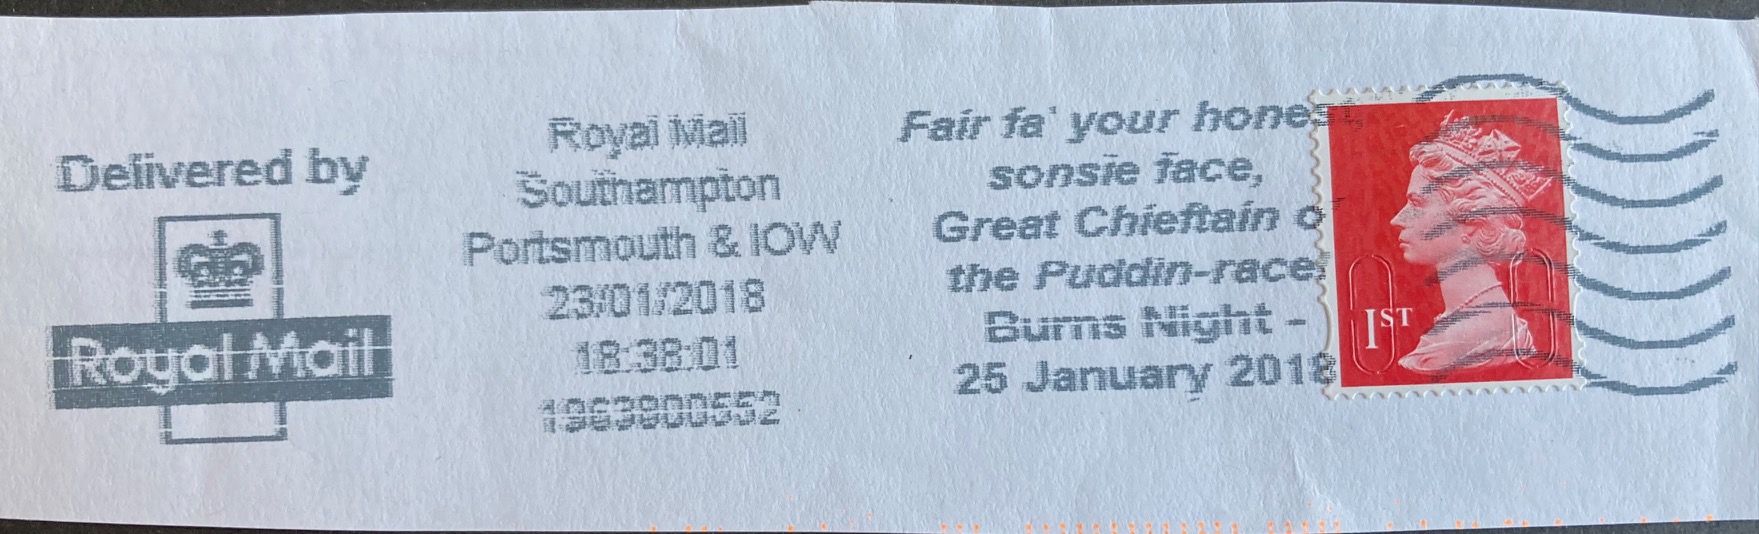 Delivered by
Royal Mail
Royal Mail
Southampton
Portsmouth & IOW
23/01/2018
18:38:01
1963900552
Fair fa' your honest,
sonsie face,
Great Chieftain o'
the Puddin-race!
Burns Night -
25 January 2018
1ST